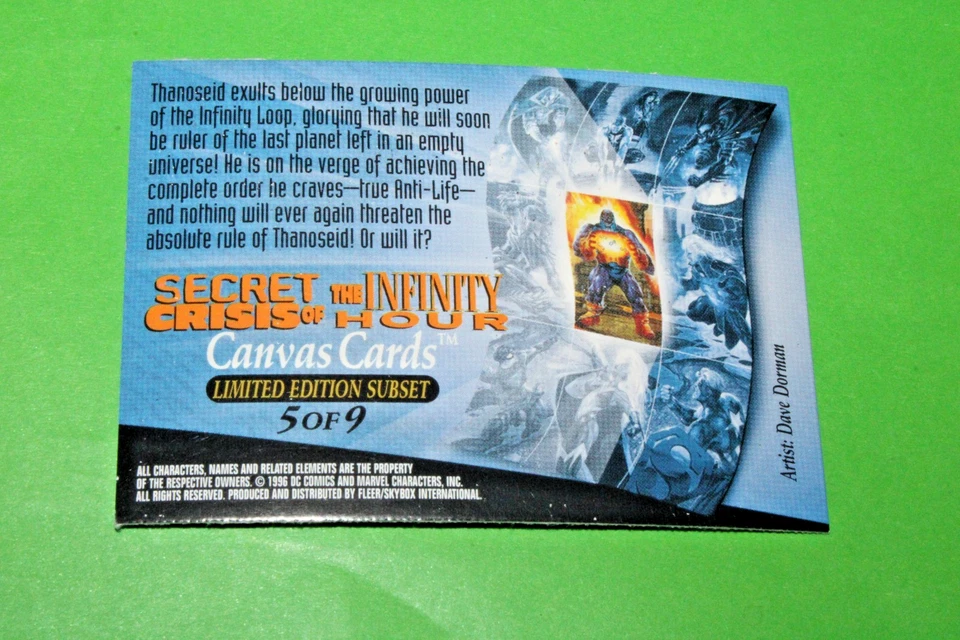 Thanoseid exults below the growing power
of the Infinity Loop, glorying that he will soon
be ruler of the last planet left in an empty
universe! He is on the verge of achieving the
complete order he craves—true Anti-Life—
and nothing will ever again threaten the
absolute rule of Thanoseid! Or will it?
SECRET CRISIS OF THE INFINITY HOUR
Canvas Cards™
LIMITED EDITION SUBSET
5 OF 9
ALL CHARACTERS, NAMES AND RELATED ELEMENTS ARE THE PROPERTY
OF THE RESPECTIVE OWNERS. © 1996 DC COMICS AND MARVEL CHARACTERS, INC.
ALL RIGHTS RESERVED. PRODUCED AND DISTRIBUTED BY FLEER/SKYBOX INTERNATIONAL.
Artist: Dave Dorman